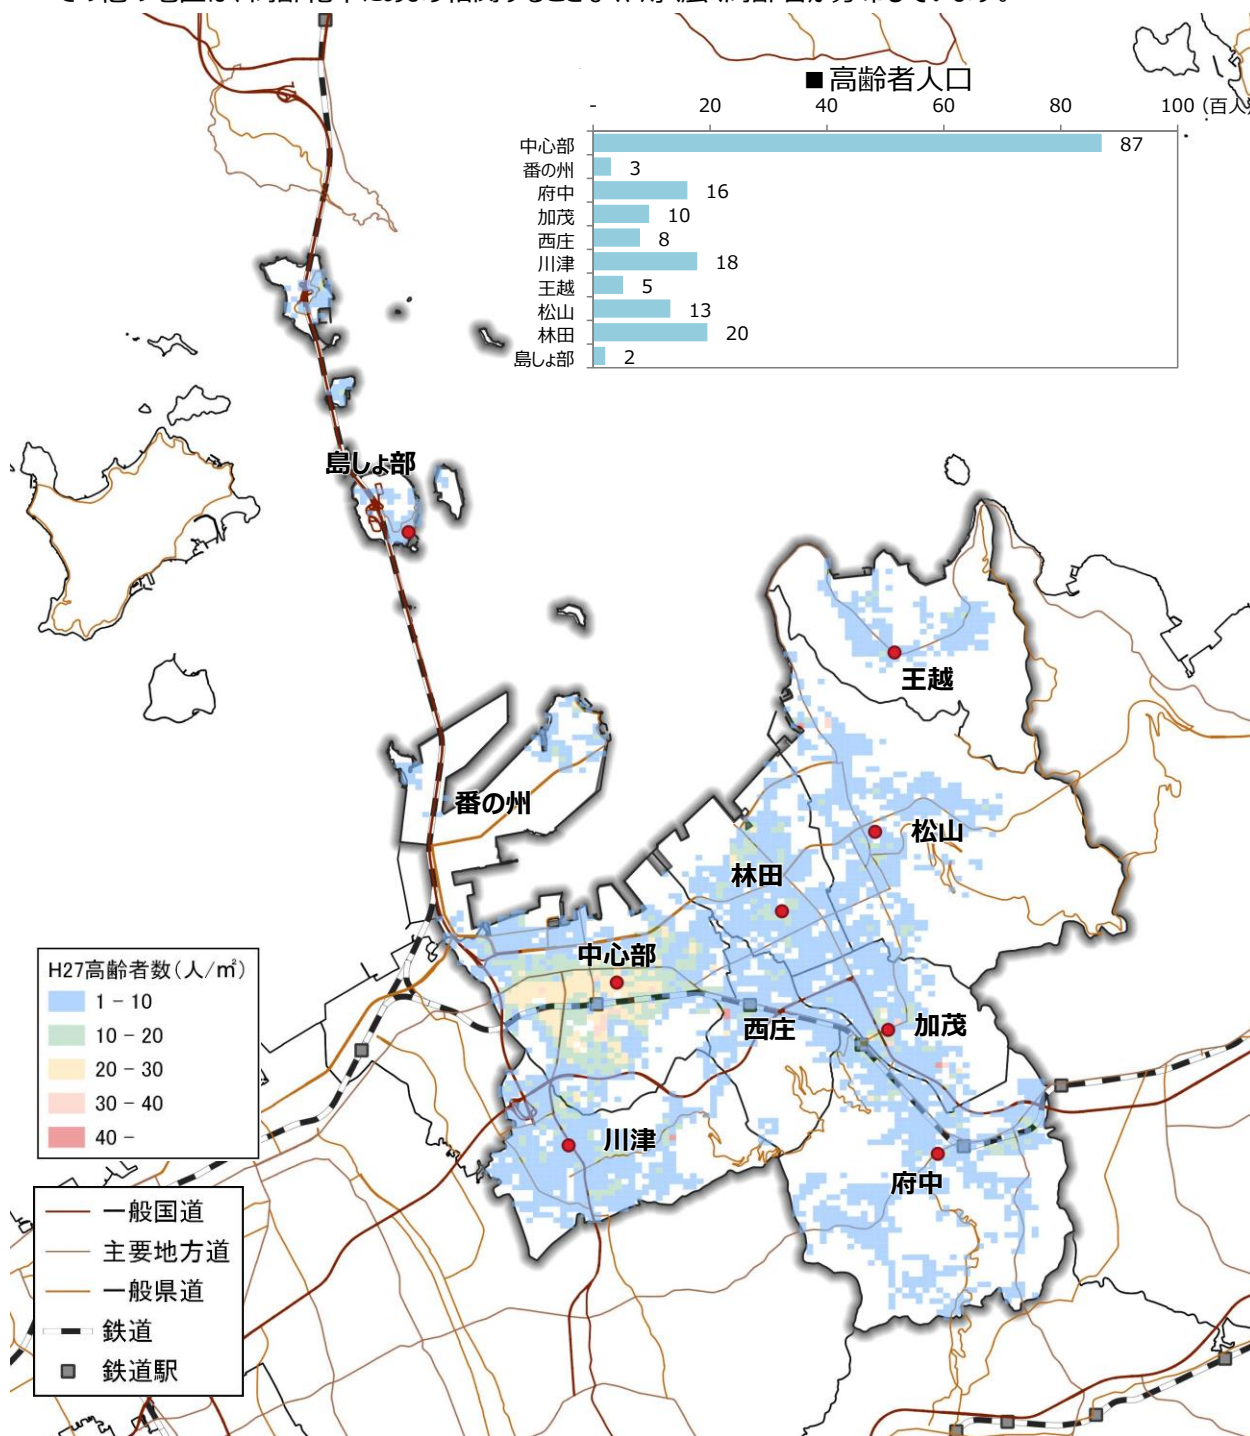 ■高齢者人口
- 20 40 60 80 100 (百人)
中心部 87
番の州 3
府中 16
加茂 10
西庄 8
川津 18
王越 5
松山 13
林田 20
島しょ部 2
島しょ部
王越
番の州
松山
林田
中心部
西庄
加茂
川津
府中
H27高齢者数(人/㎡)
1 - 10
10 - 20
20 - 30
30 - 40
40 -
一般国道
主要地方道
一般県道
鉄道
鉄道駅